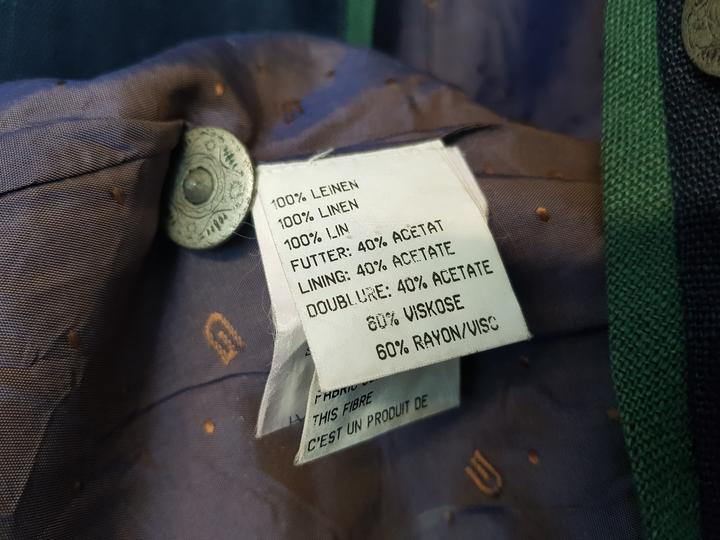 100% LEINEN
100% LINEN
100% LIN
FUTTER: 40% ACETAT
LINING: 40% ACETATE
DOUBLURE: 40% ACETATE
60% VISKOSE
60% RAYON/VISC
FABRIC
THIS FIBRE
C'EST UN PRODUIT DE